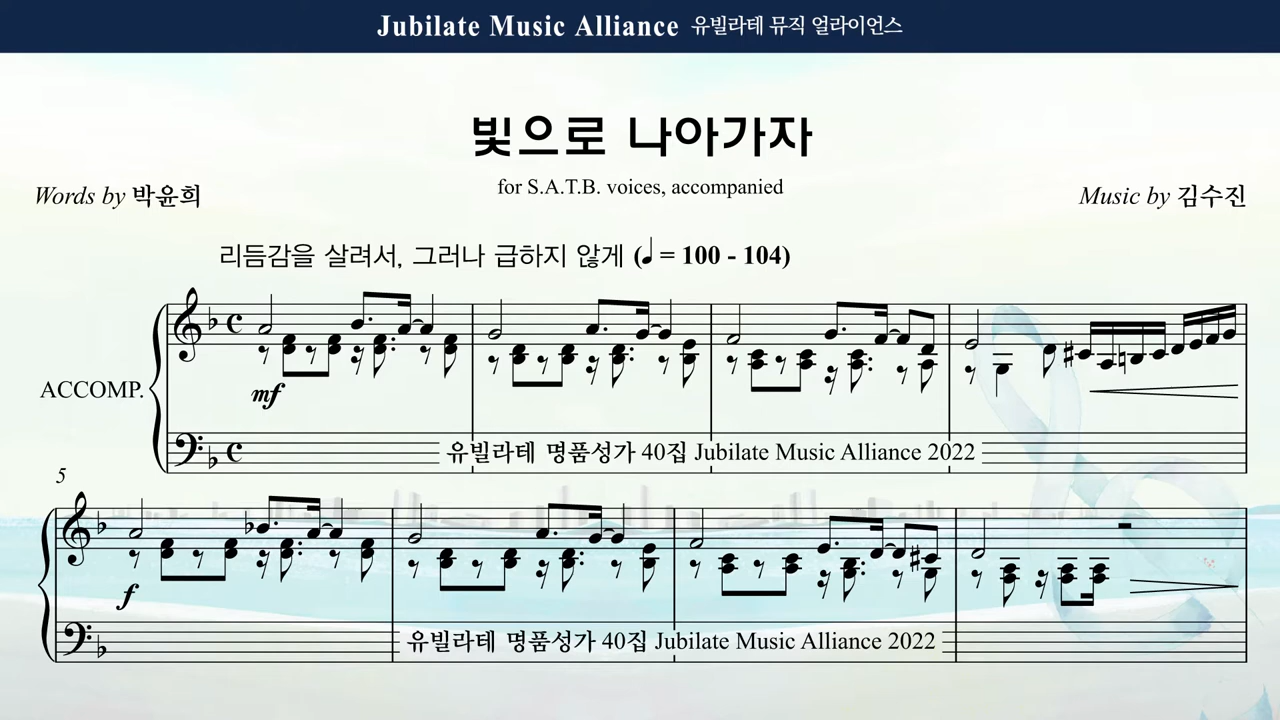 Jubilate Music Alliance 유빌라테 뮤직 얼라이언스
빛으로 나아가자
for S.A.T.B. voices, accompanied
Words by 박윤희
Music by 김수진
리듬감을 살려서, 그러나 급하지 않게 (♩ = 100 - 104)
ACCOMP.
mf
유빌라테 명품성가 40집 Jubilate Music Alliance 2022
5
f
유빌라테 명품성가 40집 Jubilate Music Alliance 2022